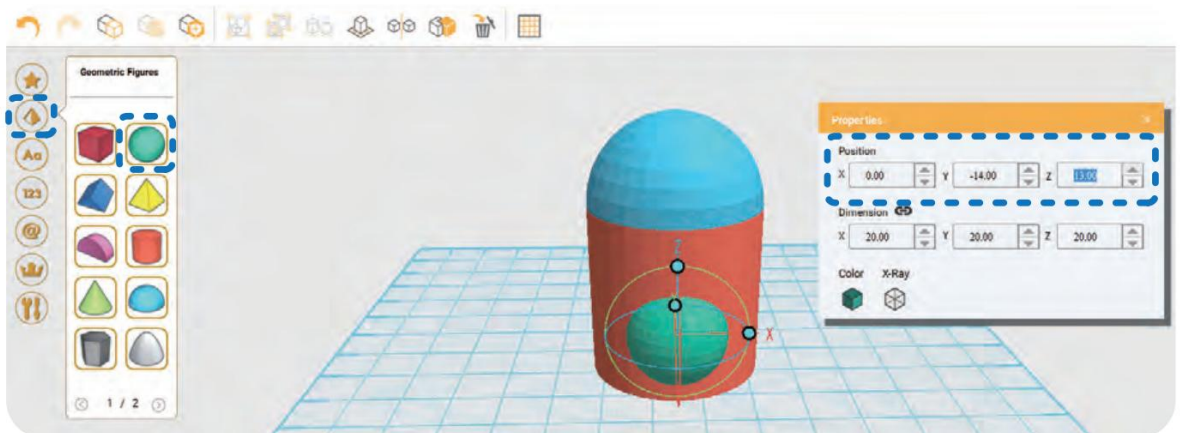 Geometric Figures
Aa
123
@
1 / 2
Z
X
Properties
Position
X 0.00 Y -14.00 Z 13.00
Dimension
X 20.00 Y 20.00 Z 20.00
Color X-Ray